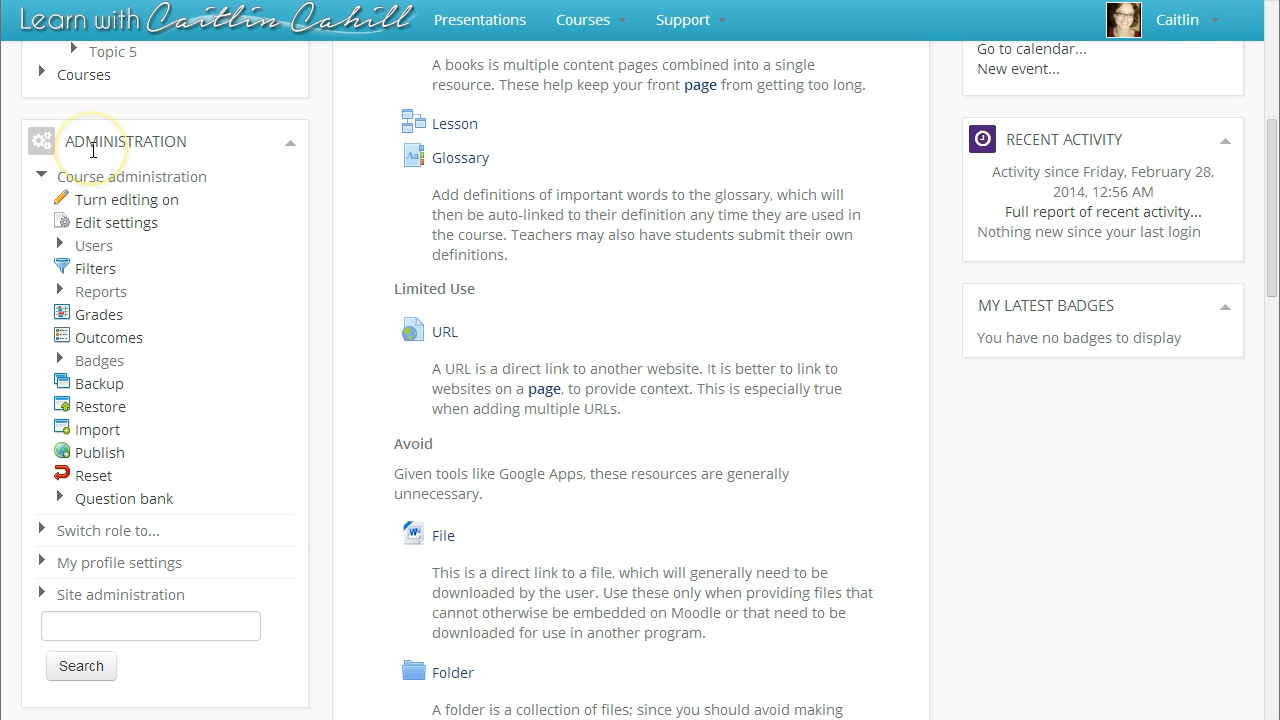 Learn with Caitlin Cahill
Presentations
Courses
Support
Caitlin
Topic 5
Courses
ADMINISTRATION
Course administration
Turn editing on
Edit settings
Users
Filters
Reports
Grades
Outcomes
Badges
Backup
Restore
Import
Publish
Reset
Question bank
Switch role to...
My profile settings
Site administration
Search
A books is multiple content pages combined into a single
resource. These help keep your front page from getting too long.
Lesson
Aa
Glossary
Add definitions of important words to the glossary, which will
then be auto-linked to their definition any time they are used in
the course. Teachers may also have students submit their own
definitions.
Limited Use
URL
A URL is a direct link to another website. It is better to link to
websites on a page, to provide context. This is especially true
when adding multiple URLs.
Avoid
Given tools like Google Apps, these resources are generally
unnecessary.
W
File
This is a direct link to a file, which will generally need to be
downloaded by the user. Use these only when providing files that
cannot otherwise be embedded on Moodle or that need to be
downloaded for use in another program.
Folder
A folder is a collection of files; since you should avoid making
Go to calendar...
New event...
RECENT ACTIVITY
Activity since Friday, February 28,
2014, 12:56 AM
Full report of recent activity...
Nothing new since your last login
MY LATEST BADGES
You have no badges to display